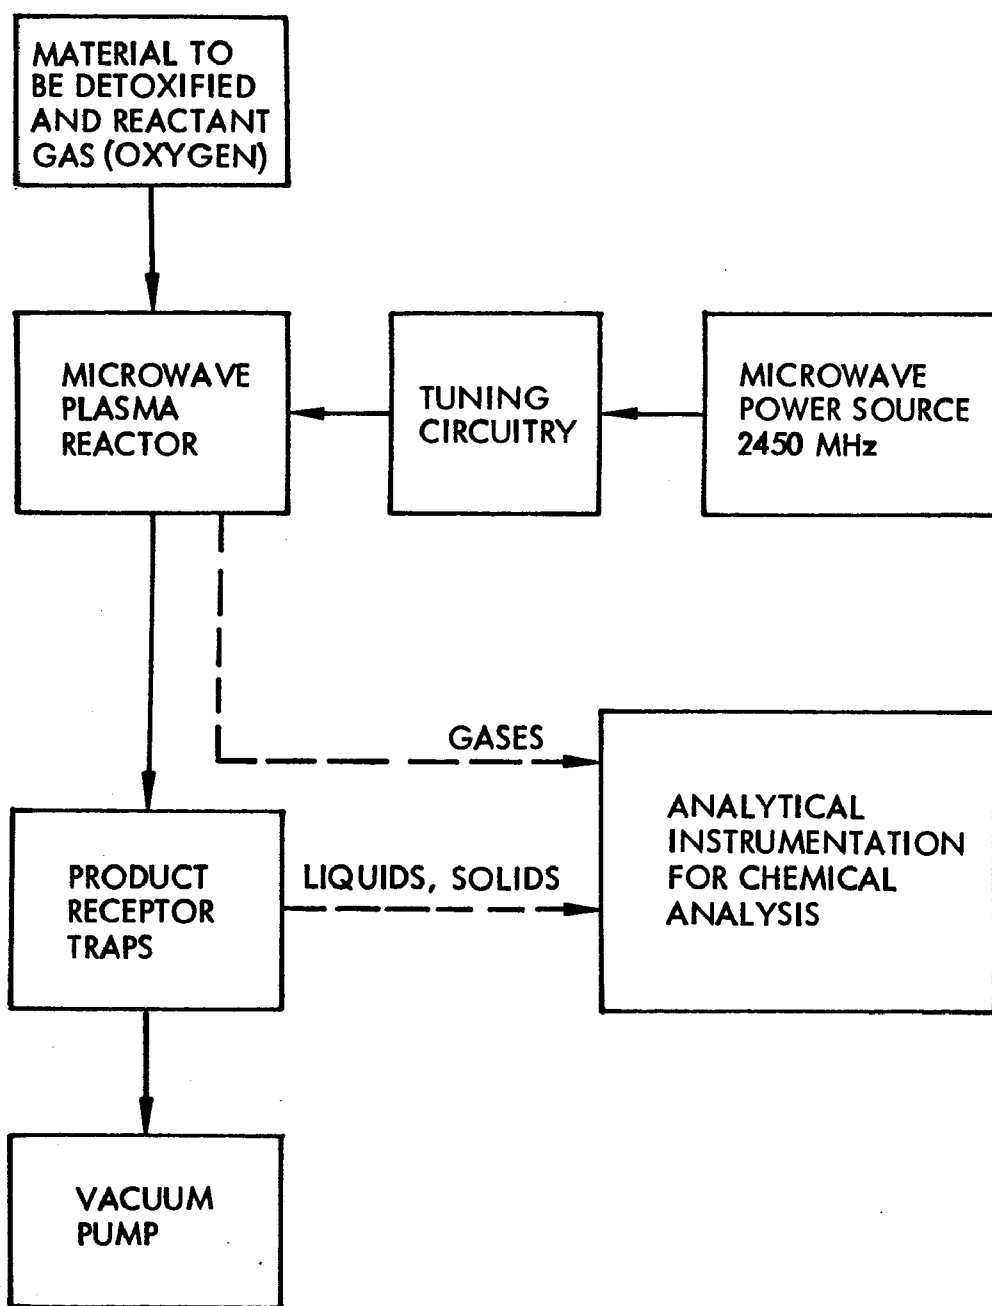 MATERIAL TO
BE DETOXIFIED
AND REACTANT
GAS (OXYGEN)
MICROWAVE
PLASMA
REACTOR
TUNING
CIRCUITRY
MICROWAVE
POWER SOURCE
2450 MHz
GASES
ANALYTICAL
INSTRUMENTATION
FOR CHEMICAL
ANALYSIS
PRODUCT
RECEPTOR
TRAPS
LIQUIDS, SOLIDS
VACUUM
PUMP